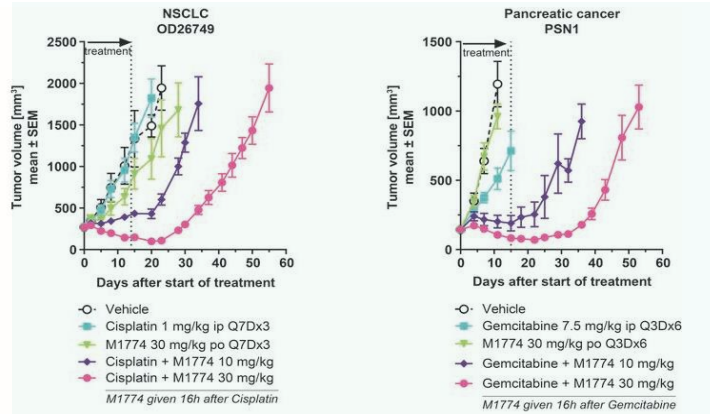 NSCLC
OD26749
treatment
2500
2000
1500
1000
500
0
Tumor volume [mm³]
mean ± SEM
0 10 20 30 40 50 60
Days after start of treatment
Vehicle
Cisplatin 1 mg/kg ip Q7Dx3
M1774 30 mg/kg po Q7Dx3
Cisplatin + M1774 10 mg/kg
Cisplatin + M1774 30 mg/kg
M1774 given 16h after Cisplatin
Pancreatic cancer
PSN1
treatment
1500
1000
500
0
Tumor volume [mm³]
mean ± SEM
0 10 20 30 40 50 60
Days after start of treatment
Vehicle
Gemcitabine 7.5 mg/kg ip Q3Dx6
M1774 30 mg/kg po Q3Dx6
Gemcitabine + M1774 10 mg/kg
Gemcitabine + M1774 30 mg/kg
M1774 given 16h after Gemcitabine